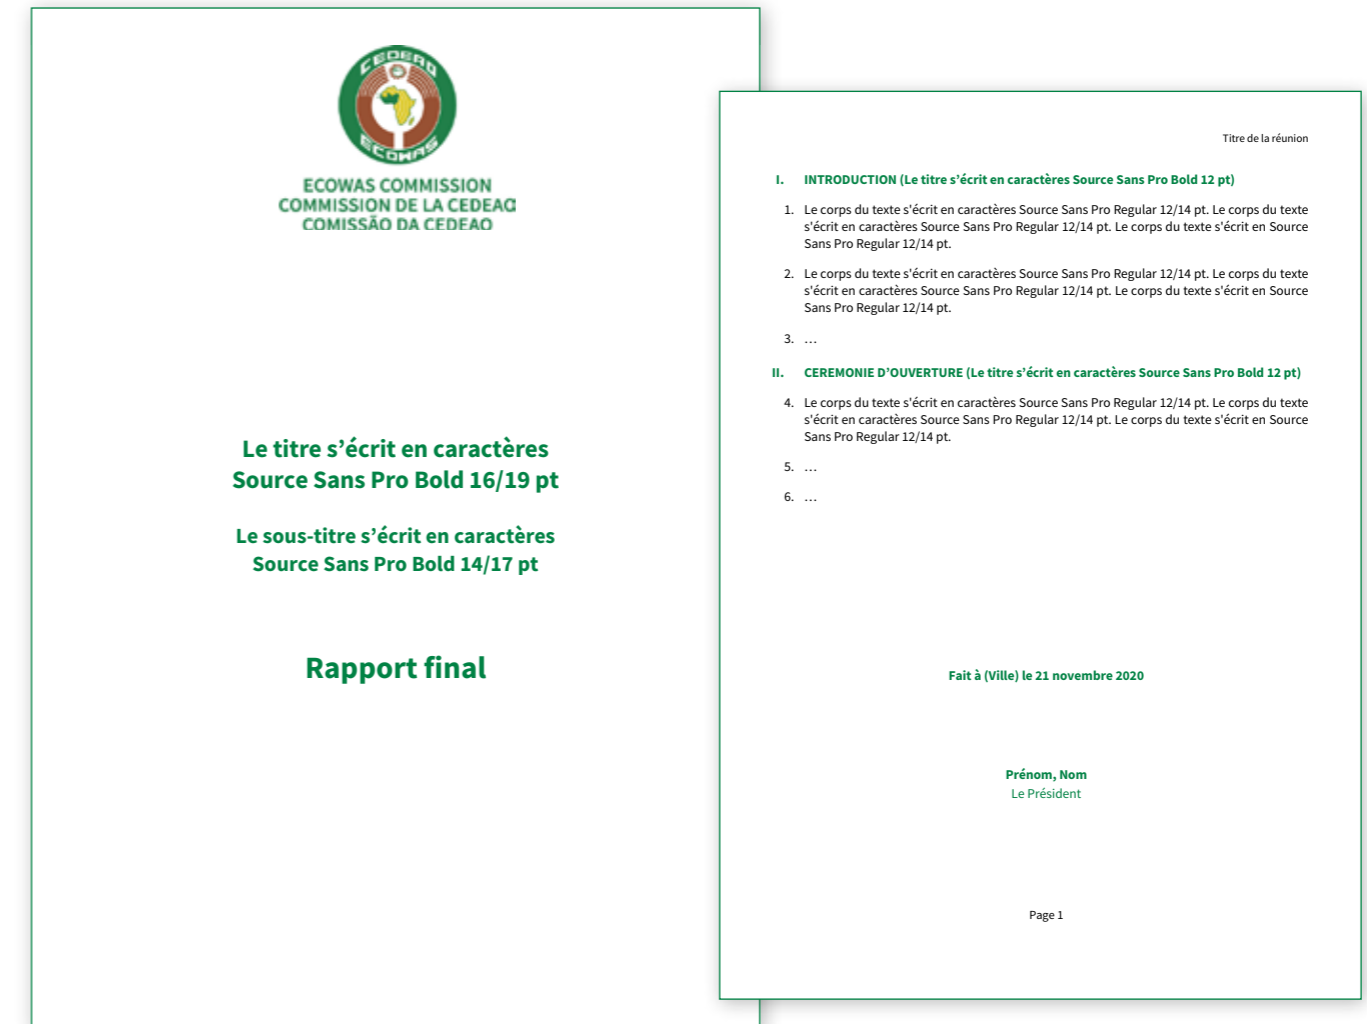 CEDEAO
ECOWAS
ECOWAS COMMISSION
COMMISSION DE LA CEDEAO
COMISSÃO DA CEDEAO
Le titre s’écrit en caractères
Source Sans Pro Bold 16/19 pt
Le sous-titre s’écrit en caractères
Source Sans Pro Bold 14/17 pt
Rapport final
Titre de la réunion
I. INTRODUCTION (Le titre s’écrit en caractères Source Sans Pro Bold 12 pt)
1. Le corps du texte s'écrit en caractères Source Sans Pro Regular 12/14 pt. Le corps du texte
s'écrit en caractères Source Sans Pro Regular 12/14 pt. Le corps du texte s'écrit en Source
Sans Pro Regular 12/14 pt.
2. Le corps du texte s'écrit en caractères Source Sans Pro Regular 12/14 pt. Le corps du texte
s'écrit en caractères Source Sans Pro Regular 12/14 pt. Le corps du texte s'écrit en Source
Sans Pro Regular 12/14 pt.
3. …
II. CEREMONIE D’OUVERTURE (Le titre s’écrit en caractères Source Sans Pro Bold 12 pt)
4. Le corps du texte s'écrit en caractères Source Sans Pro Regular 12/14 pt. Le corps du texte
s'écrit en caractères Source Sans Pro Regular 12/14 pt. Le corps du texte s'écrit en Source
Sans Pro Regular 12/14 pt.
5. …
6. …
Fait à (Ville) le 21 novembre 2020
Prénom, Nom
Le Président
Page 1